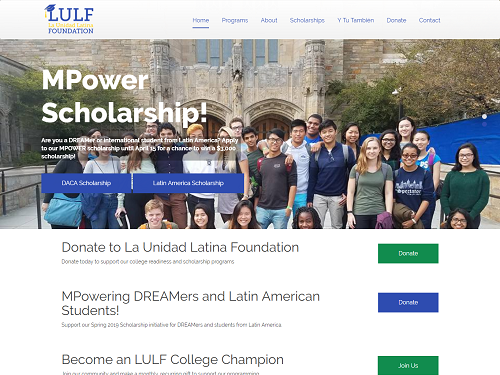 LULF
La Unidad Latina
FOUNDATION
Home Programs About Scholarships Y Tu También Donate Contact
MPower
Scholarship!
Are you a DREAMer or international student from Latin America? Apply
to our MPOWER scholarship until April 15 for a chance to win a $1,000
scholarship!
DACA Scholarship Latin America Scholarship
Donate to La Unidad Latina Foundation
Donate today to support our college readiness and scholarship programs
Donate
MPowering DREAMers and Latin American
Students!
Support our Spring 2019 Scholarship initiative for DREAMers and students from Latin America
Donate
Become an LULF College Champion
Join our community and make a monthly, recurring gift to support our programming
Join Us